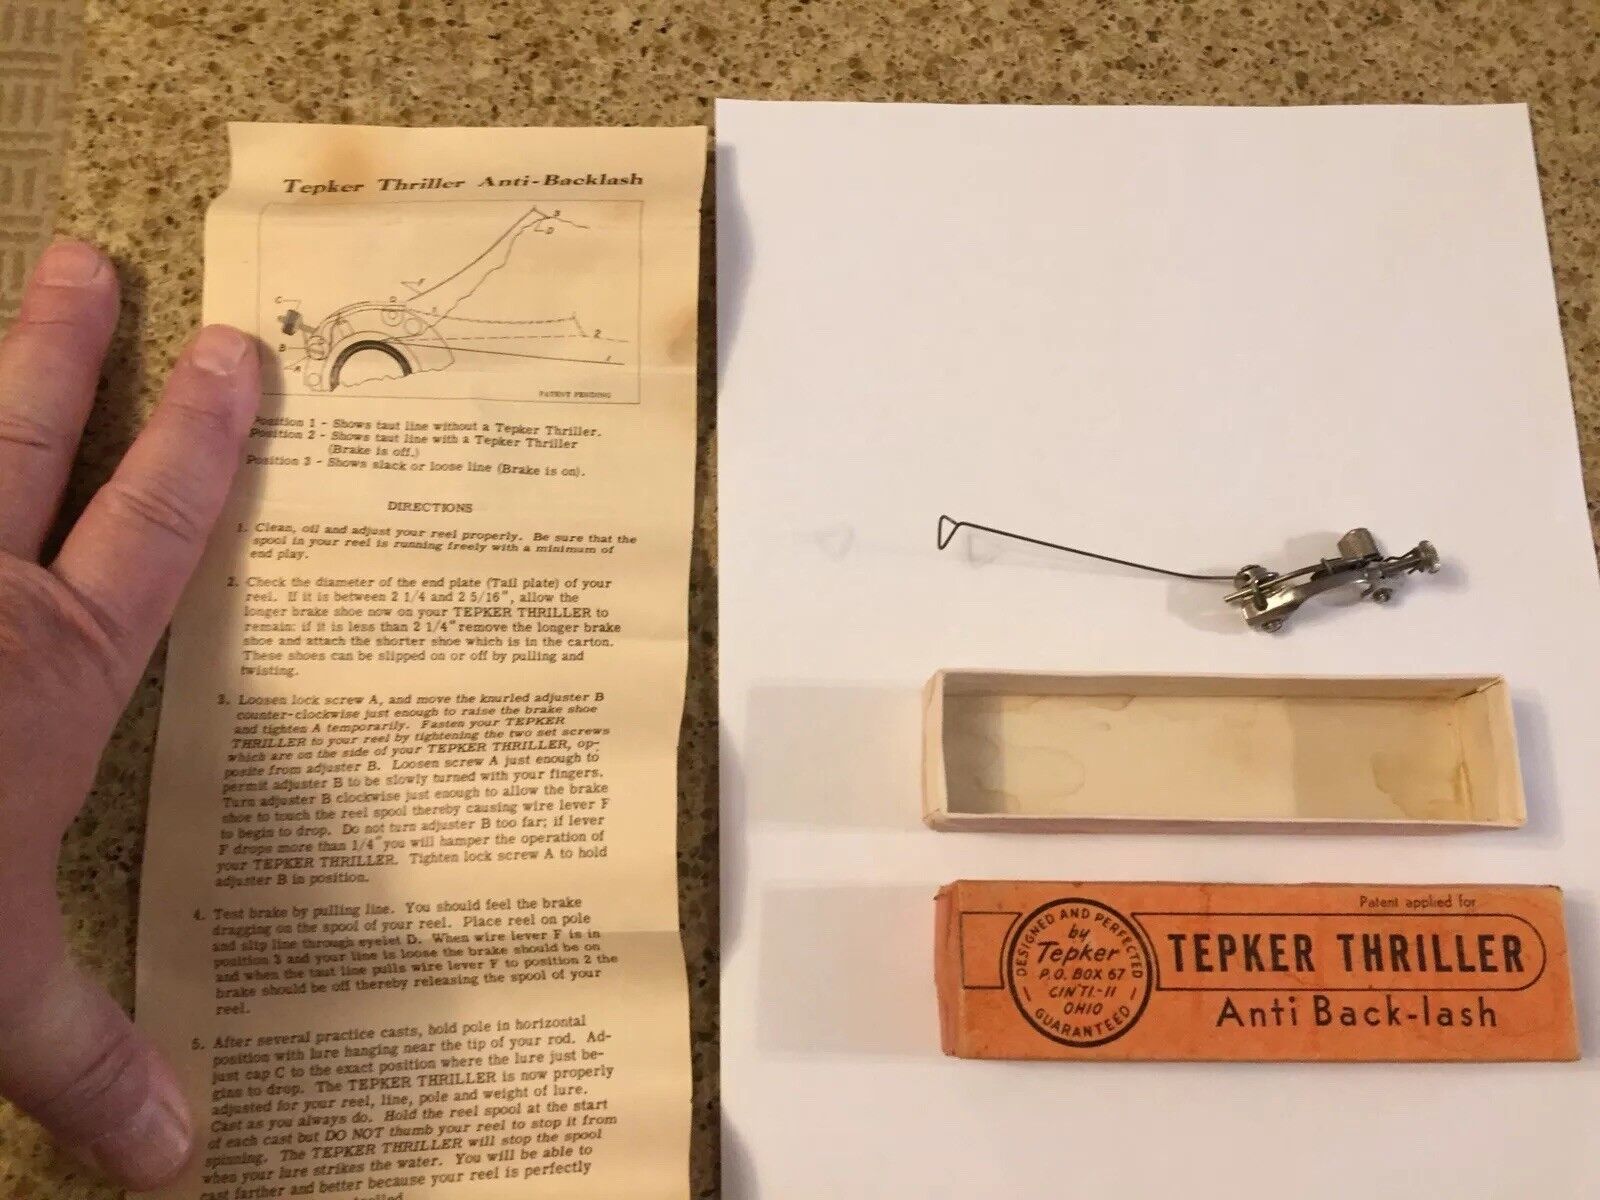 Tepker Thriller Anti-Backlash
3
D
F
C
2
B
1
A
PATENT PENDING
Position 1 - Shows taut line without a Tepker Thriller.
Position 2 - Shows taut line with a Tepker Thriller
(Brake is off.)
Position 3 - Shows slack or loose line (Brake is on).
DIRECTIONS
1. Clean, oil and adjust your reel properly. Be sure that the
spool in your reel is running freely with a minimum of
end play.
2. Check the diameter of the end plate (Tail plate) of your
reel. If it is between 2 1/4 and 2 5/16", allow the
longer brake shoe now on your TEPKER THRILLER to
remain: if it is less than 2 1/4" remove the longer brake
shoe and attach the shorter shoe which is in the carton.
These shoes can be slipped on or off by pulling and
twisting.
3. Loosen lock screw A, and move the knurled adjuster B
counter-clockwise just enough to raise the brake shoe
and tighten A temporarily. Fasten your TEPKER
THRILLER to your reel by tightening the two set screws
which are on the side of your TEPKER THRILLER, op-
posite from adjuster B. Loosen screw A just enough to
permit adjuster B to be slowly turned with your fingers.
Turn adjuster B clockwise just enough to allow the brake
shoe to touch the reel spool thereby causing wire lever F
to begin to drop. Do not turn adjuster B too far; if lever
F drops more than 1/4" you will hamper the operation of
your TEPKER THRILLER. Tighten lock screw A to hold
adjuster B in position.
4. Test brake by pulling line. You should feel the brake
dragging on the spool of your reel. Place reel on pole
and slip line through eyelet D. When wire lever F is in
position 3 and your line is loose the brake should be on
and when the taut line pulls wire lever F to position 2 the
brake should be off thereby releasing the spool of your
reel.
5. After several practice casts, hold pole in horizontal
position with lure hanging near the tip of your rod. Ad-
just cap C to the exact position where the lure just be-
gins to drop. The TEPKER THRILLER is now properly
adjusted for your reel, line, pole and weight of lure.
Cast as you always do. Hold the reel spool at the start
of each cast but DO NOT thumb your reel to stop it from
spinning. The TEPKER THRILLER will stop the spool
when your lure strikes the water. You will be able to
cast farther and better because your reel is perfectly
Patent applied for
DESIGNED AND PERFECTED
by
Tepker
P.O. BOX 67
CIN'TI.-11
OHIO
GUARANTEED
TEPKER THRILLER
Anti Back-lash